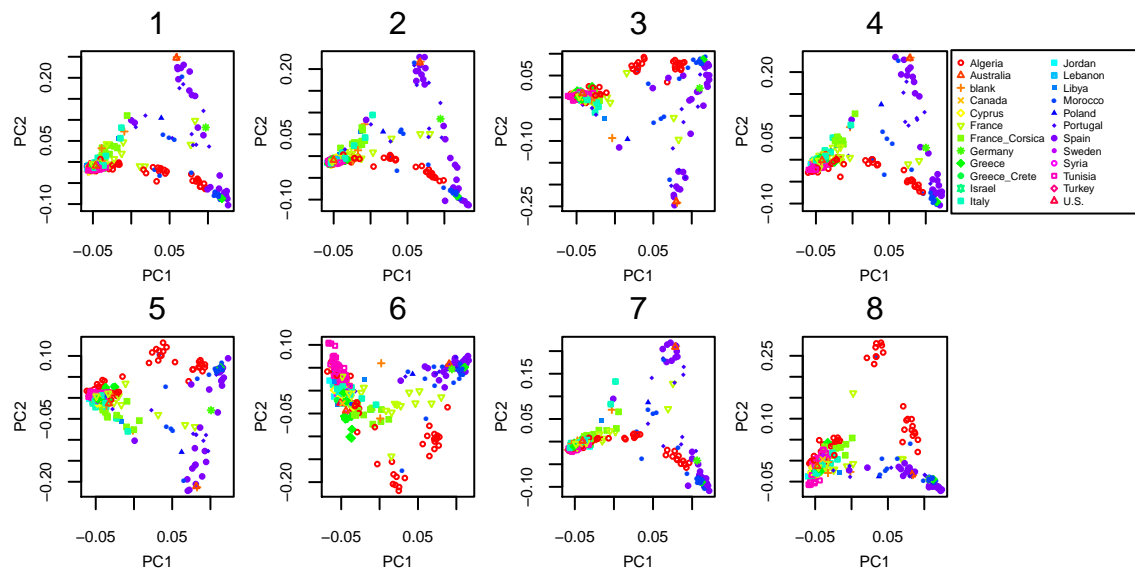 1
2
3
4
PC2
−0.10
0.05
0.20
−0.05
0.05
PC1
PC2
−0.10
0.05
0.20
−0.05
0.05
PC1
PC2
−0.25
−0.10
0.05
−0.05
0.05
PC1
PC2
−0.10
0.05
0.20
−0.05
0.05
PC1
Algeria
Australia
blank
Canada
Cyprus
France
France_Corsica
Germany
Greece
Greece_Crete
Israel
Italy
Jordan
Lebanon
Libya
Morocco
Poland
Portugal
Spain
Sweden
Syria
Tunisia
Turkey
U.S.
5
6
7
8
PC2
−0.20
−0.05
0.10
−0.05
0.05
PC1
PC2
−0.20
−0.05
0.10
−0.05
0.05
PC1
PC2
−0.10
0.05
0.15
−0.05
0.05
PC1
PC2
−0.05
0.10
0.25
−0.05
0.05
PC1